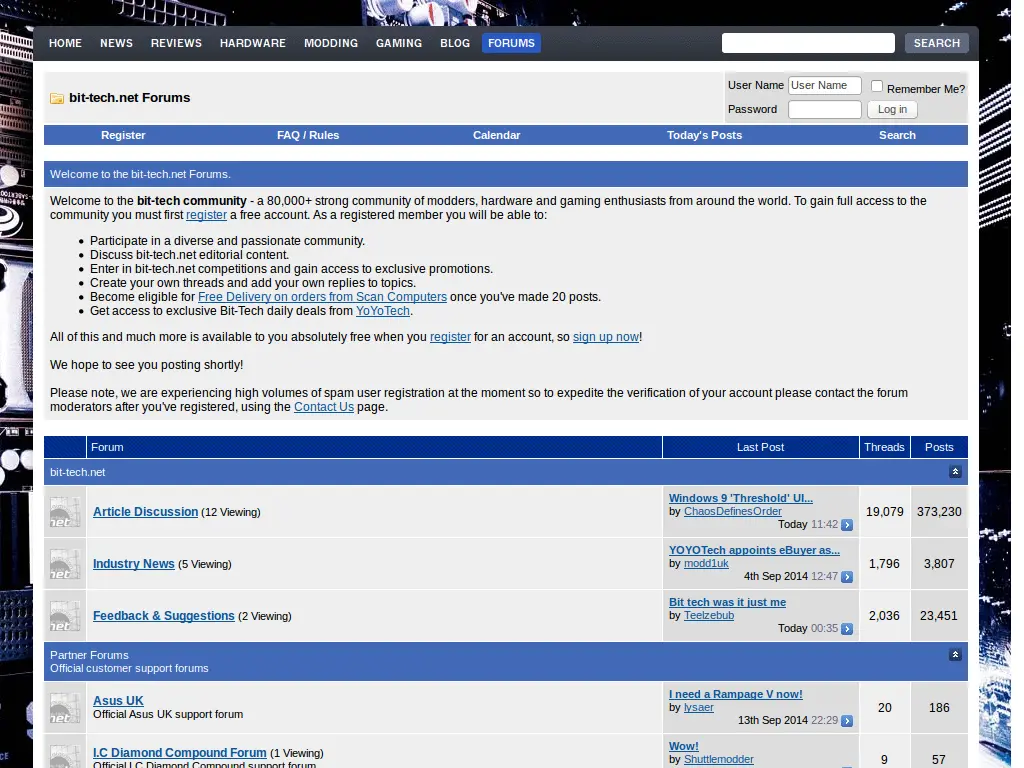 HOME NEWS REVIEWS HARDWARE MODDING GAMING BLOG FORUMS SEARCH
bit-tech.net Forums
User Name User Name Remember Me?
Password Log in
Register FAQ / Rules Calendar Today's Posts Search
Welcome to the bit-tech.net Forums.
Welcome to the bit-tech community - a 80,000+ strong community of modders, hardware and gaming enthusiasts from around the world. To gain full access to the
community you must first register a free account. As a registered member you will be able to:
Participate in a diverse and passionate community.
Discuss bit-tech.net editorial content.
Enter in bit-tech.net competitions and gain access to exclusive promotions.
Create your own threads and add your own replies to topics.
Become eligible for Free Delivery on orders from Scan Computers once you've made 20 posts.
Get access to exclusive Bit-Tech daily deals from YoYoTech.
All of this and much more is available to you absolutely free when you register for an account, so sign up now!
We hope to see you posting shortly!
Please note, we are experiencing high volumes of spam user registration at the moment so to expedite the verification of your account please contact the forum
moderators after you've registered, using the Contact Us page.
Forum Last Post Threads Posts
bit-tech.net
Article Discussion (12 Viewing)
Windows 9 'Threshold' UI...
by ChaosDefinesOrder
Today 11:42
19,079 373,230
Industry News (5 Viewing)
YOYOTech appoints eBuyer as...
by modd1uk
4th Sep 2014 12:47
1,796 3,807
Feedback & Suggestions (2 Viewing)
Bit tech was it just me
by Teelzebub
Today 00:35
2,036 23,451
Partner Forums
Official customer support forums
Asus UK
Official Asus UK support forum
I need a Rampage V now!
by lysaer
13th Sep 2014 22:29
20 186
I.C Diamond Compound Forum (1 Viewing)
Official I.C Diamond Compound support forum
Wow!
by Shuttlemodder
9 57